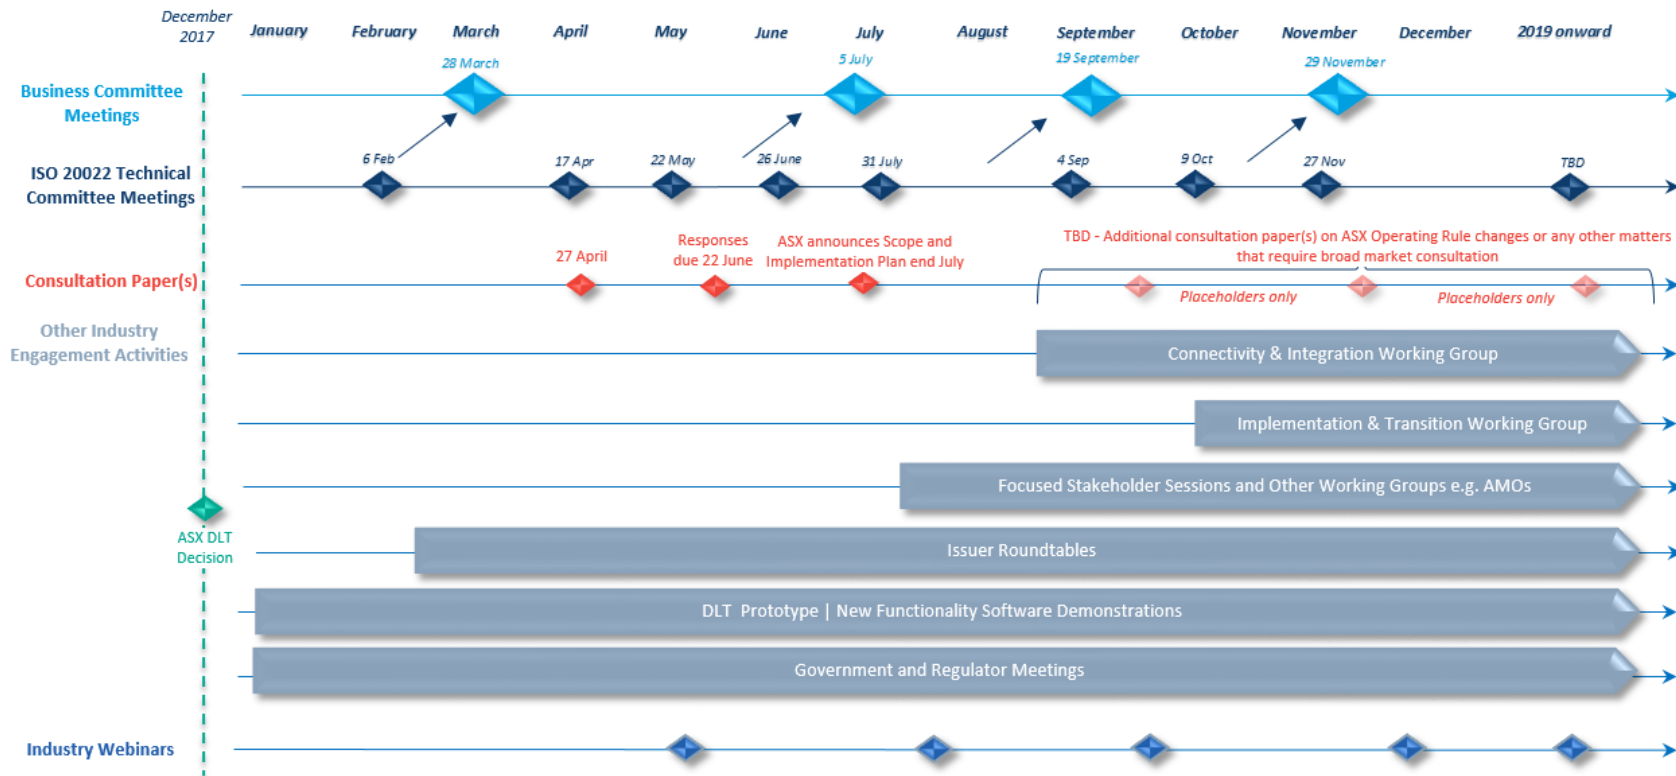 December
2017
January February March April May June July August September October November December 2019 onward
28 March
5 July
19 September
29 November
Business Committee
Meetings
6 Feb
17 Apr
22 May
26 June
31 July
4 Sep
9 Oct
27 Nov
TBD
ISO 20022 Technical
Committee Meetings
27 April
Responses
due 22 June
ASX announces Scope and
Implementation Plan end July
TBD - Additional consultation paper(s) on ASX Operating Rule changes or any other matters
that require broad market consultation
Consultation Paper(s)
Placeholders only
Placeholders only
Other Industry
Engagement Activities
Connectivity & Integration Working Group
Implementation & Transition Working Group
Focused Stakeholder Sessions and Other Working Groups e.g. AMOs
ASX DLT
Decision
Issuer Roundtables
DLT Prototype | New Functionality Software Demonstrations
Government and Regulator Meetings
Industry Webinars